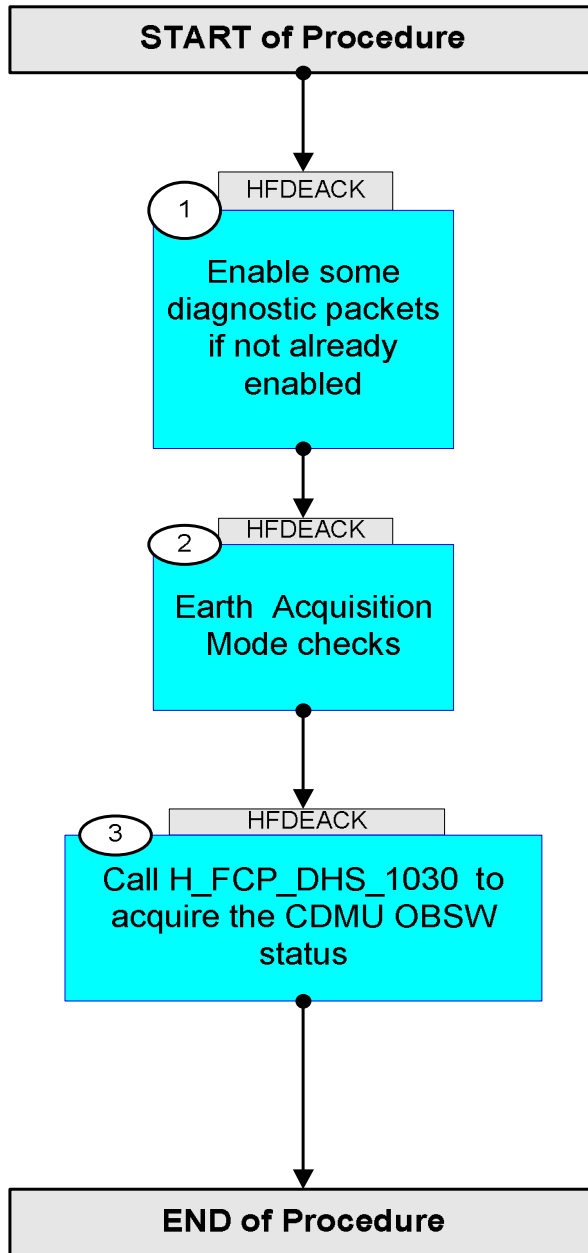 START of Procedure
HFDEACK
1
Enable some
diagnostic packets
if not already
enabled
HFDEACK
2
Earth  Acquisition
Mode checks
HFDEACK
3
Call H_FCP_DHS_1030  to
acquire the CDMU OBSW
status
END of Procedure